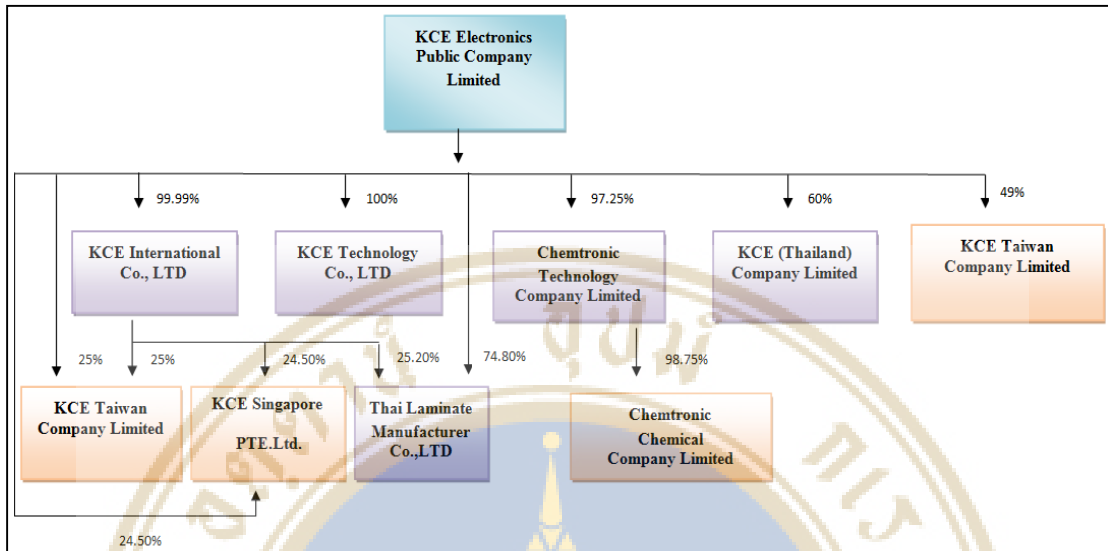 KCE Electronics
Public Company
Limited
99.99%
100%
97.25%
60%
49%
KCE International
Co., LTD
KCE Technology
Co., LTD
Chemtronic
Technology
Company Limited
KCE (Thailand)
Company Limited
KCE Taiwan
Company Limited
25%
25%
24.50%
25.20%
74.80%
98.75%
KCE Taiwan
Company Limited
KCE Singapore
PTE.Ltd.
Thai Laminate
Manufacturer
Co.,LTD
Chemtronic
Chemical
Company Limited
24.50%